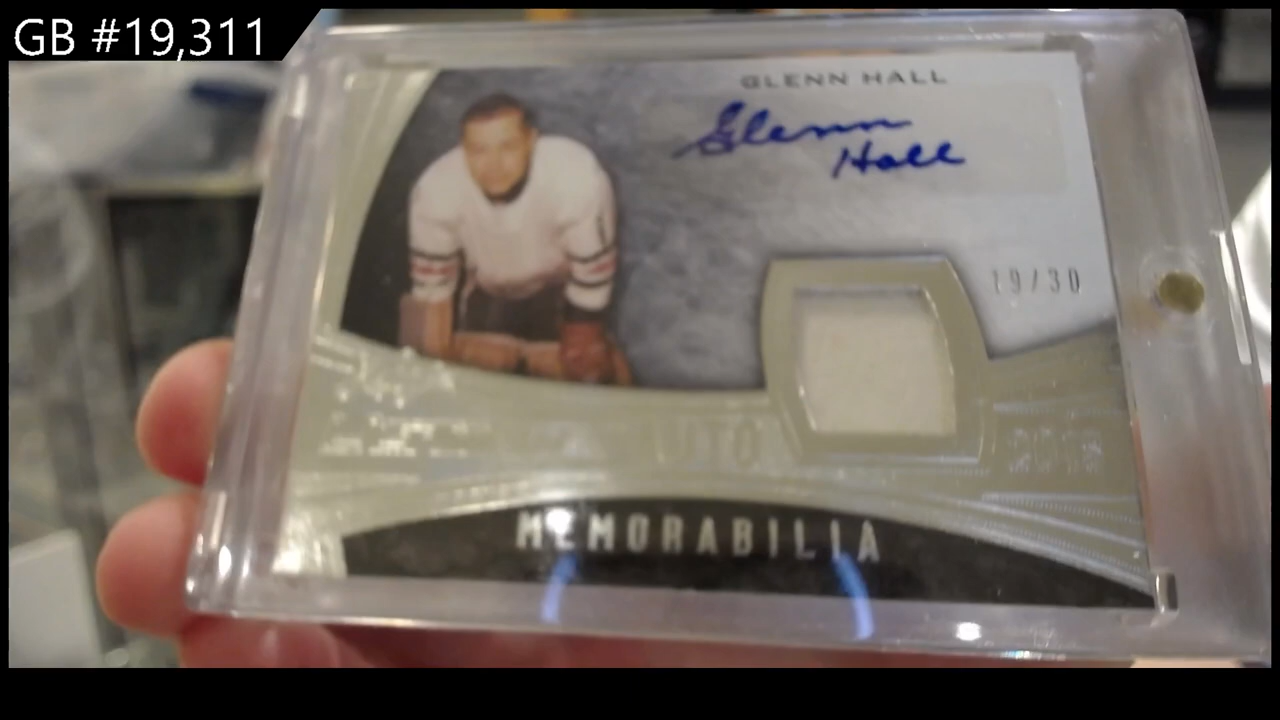 GB #19,311
GLENN HALL
Glenn
Hall
19/30
MEMORABILIA